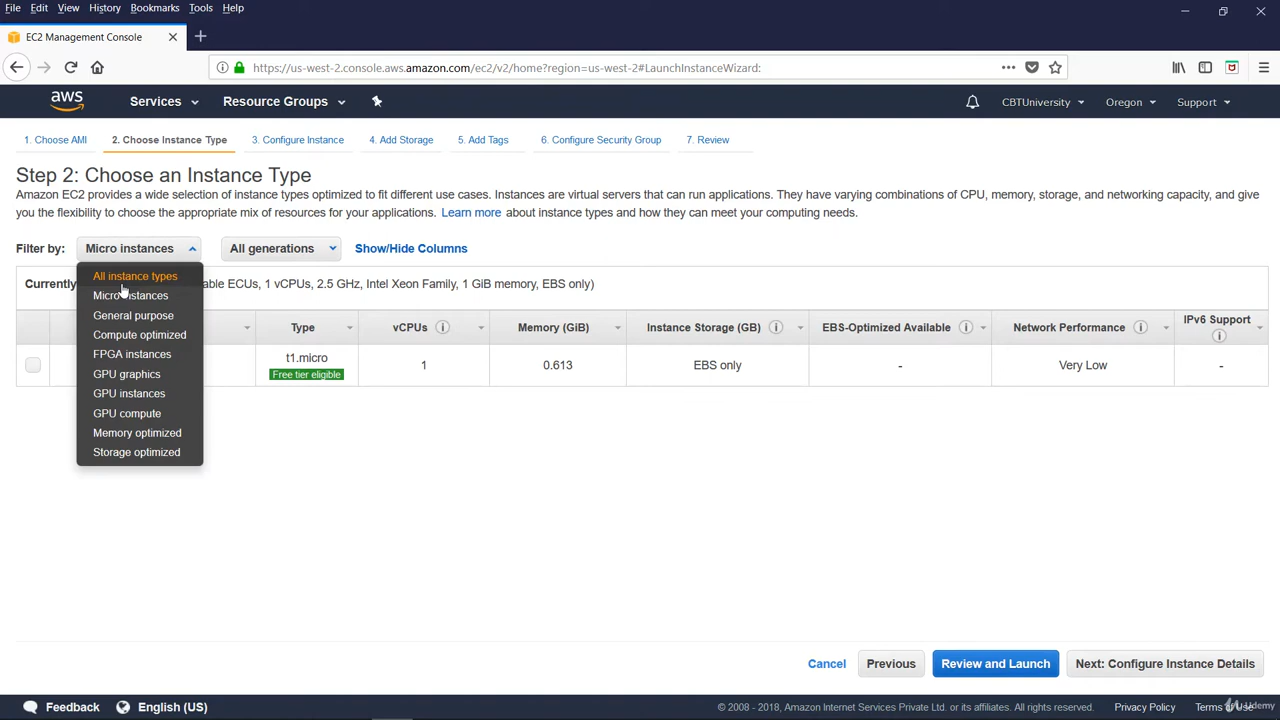 File Edit View History Bookmarks Tools Help
EC2 Management Console
https://us-west-2.console.aws.amazon.com/ec2/v2/home?region=us-west-2#LaunchInstanceWizard:
aws Services Resource Groups CBTUniversity Oregon Support
1. Choose AMI 2. Choose Instance Type 3. Configure Instance 4. Add Storage 5. Add Tags 6. Configure Security Group 7. Review
Step 2: Choose an Instance Type
Amazon EC2 provides a wide selection of instance types optimized to fit different use cases. Instances are virtual servers that can run applications. They have varying combinations of CPU, memory, storage, and networking capacity, and give
you the flexibility to choose the appropriate mix of resources for your applications. Learn more about instance types and how they can meet your computing needs.
Filter by: Micro instances All generations Show/Hide Columns
All instance types
Micro instances
General purpose
Compute optimized
FPGA instances
GPU graphics
GPU instances
GPU compute
Memory optimized
Storage optimized
Currently able ECUs, 1 vCPUs, 2.5 GHz, Intel Xeon Family, 1 GiB memory, EBS only)
Type vCPUs Memory (GiB) Instance Storage (GB) EBS-Optimized Available Network Performance IPv6 Support
t1.micro 1 0.613 EBS only - Very Low -
Free tier eligible
Cancel Previous Review and Launch Next: Configure Instance Details
Feedback English (US) © 2008 - 2018, Amazon Internet Services Private Ltd. or its affiliates. All rights reserved. Privacy Policy Terms of Use
Udemy